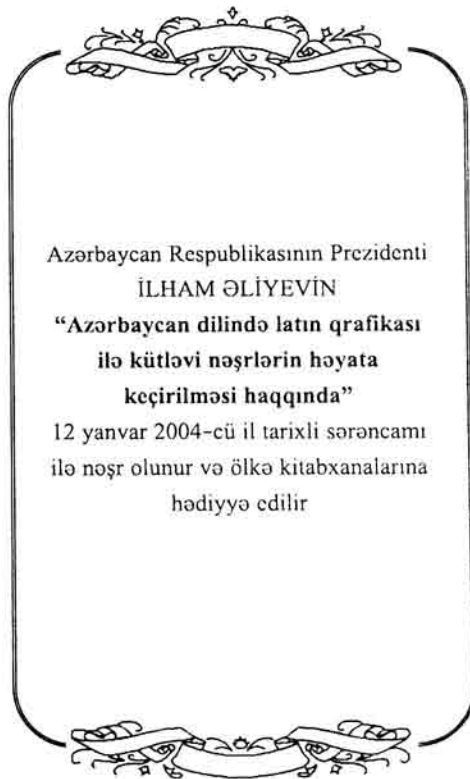 Azərbaycan Respublikasının Prezidenti
İLHAM ƏLİYEVİN
“Azərbaycan dilində latın qrafikası
ilə kütləvi nəşrlərin həyata
keçirilməsi haqqında”
12 yanvar 2004-cü il tarixli sərəncamı
ilə nəşr olunur və ölkə kitabxanalarına
hədiyyə edilir